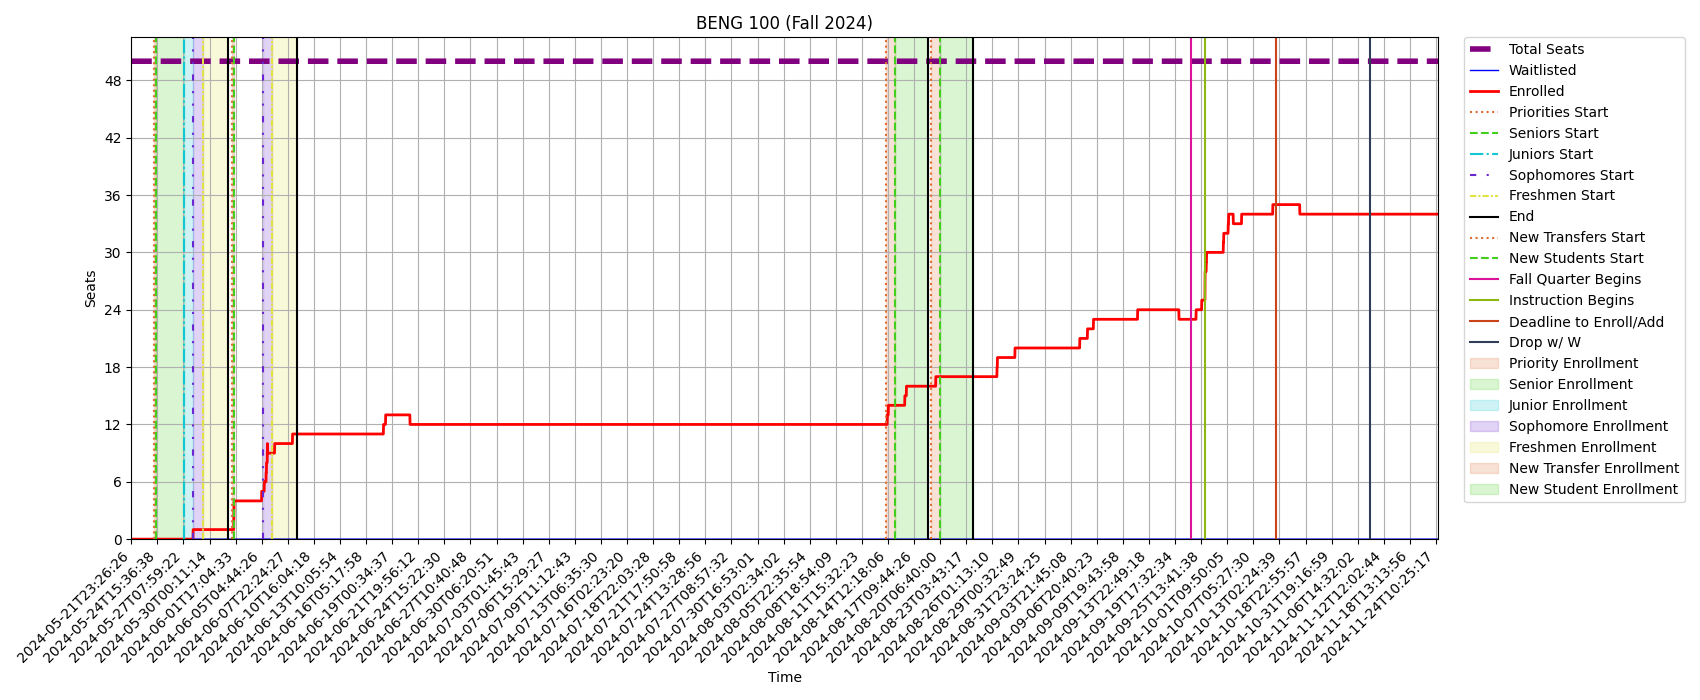 BENG 100 (Fall 2024)
Seats
48
42
36
30
24
18
12
6
0
2024-05-21T03:26:26
2024-05-24T15:36:38
2024-05-27T07:59:22
2024-05-30T00:11:14
2024-06-01T17:04:33
2024-06-05T04:44:26
2024-06-07T22:24:27
2024-06-10T16:04:18
2024-06-13T10:05:54
2024-06-16T05:17:58
2024-06-19T00:34:37
2024-06-21T19:56:12
2024-06-24T15:22:30
2024-06-27T10:40:48
2024-06-30T06:20:51
2024-07-03T01:45:43
2024-07-06T15:29:27
2024-07-09T11:12:43
2024-07-13T06:35:30
2024-07-16T02:23:20
2024-07-18T22:03:28
2024-07-21T17:50:58
2024-07-24T13:28:56
2024-07-27T08:57:32
2024-07-30T16:53:01
2024-08-03T02:34:02
2024-08-05T22:35:54
2024-08-08T18:54:09
2024-08-11T15:32:23
2024-08-14T12:18:06
2024-08-17T09:44:26
2024-08-20T06:40:00
2024-08-23T03:43:17
2024-08-26T01:13:10
2024-08-29T00:32:49
2024-08-31T23:24:25
2024-09-03T21:45:08
2024-09-06T20:40:23
2024-09-09T19:43:58
2024-09-13T22:49:18
2024-09-19T17:32:34
2024-09-25T13:41:38
2024-10-01T09:50:05
2024-10-07T05:27:30
2024-10-13T02:24:39
2024-10-18T22:55:57
2024-10-31T19:16:59
2024-11-06T14:32:02
2024-11-12T12:02:44
2024-11-18T13:13:56
2024-11-24T10:25:17
Time
Total Seats
Waitlisted
Enrolled
Priorities Start
Seniors Start
Juniors Start
Sophomores Start
Freshmen Start
End
New Transfers Start
New Students Start
Fall Quarter Begins
Instruction Begins
Deadline to Enroll/Add
Drop w/ W
Priority Enrollment
Senior Enrollment
Junior Enrollment
Sophomore Enrollment
Freshmen Enrollment
New Transfer Enrollment
New Student Enrollment